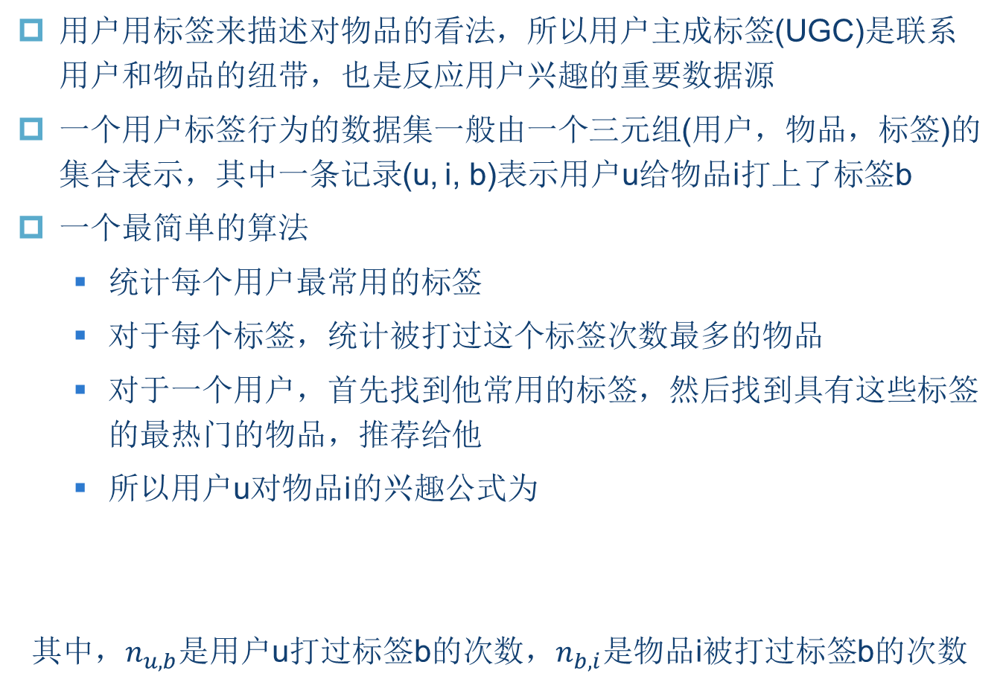 用户用标签来描述对物品的看法，所以用户主成标签(UGC)是联系
用户和物品的纽带，也是反应用户兴趣的重要数据源
一个用户标签行为的数据集一般由一个三元组(用户，物品，标签)的
集合表示，其中一条记录(u, i, b)表示用户u给物品i打上了标签b
一个最简单的算法
统计每个用户最常用的标签
对于每个标签，统计被打过这个标签次数最多的物品
对于一个用户，首先找到他常用的标签，然后找到具有这些标签
的最热门的物品，推荐给他
所以用户u对物品i的兴趣公式为
其中，n_{u,b}是用户u打过标签b的次数，n_{b,i}是物品i被打过标签b的次数